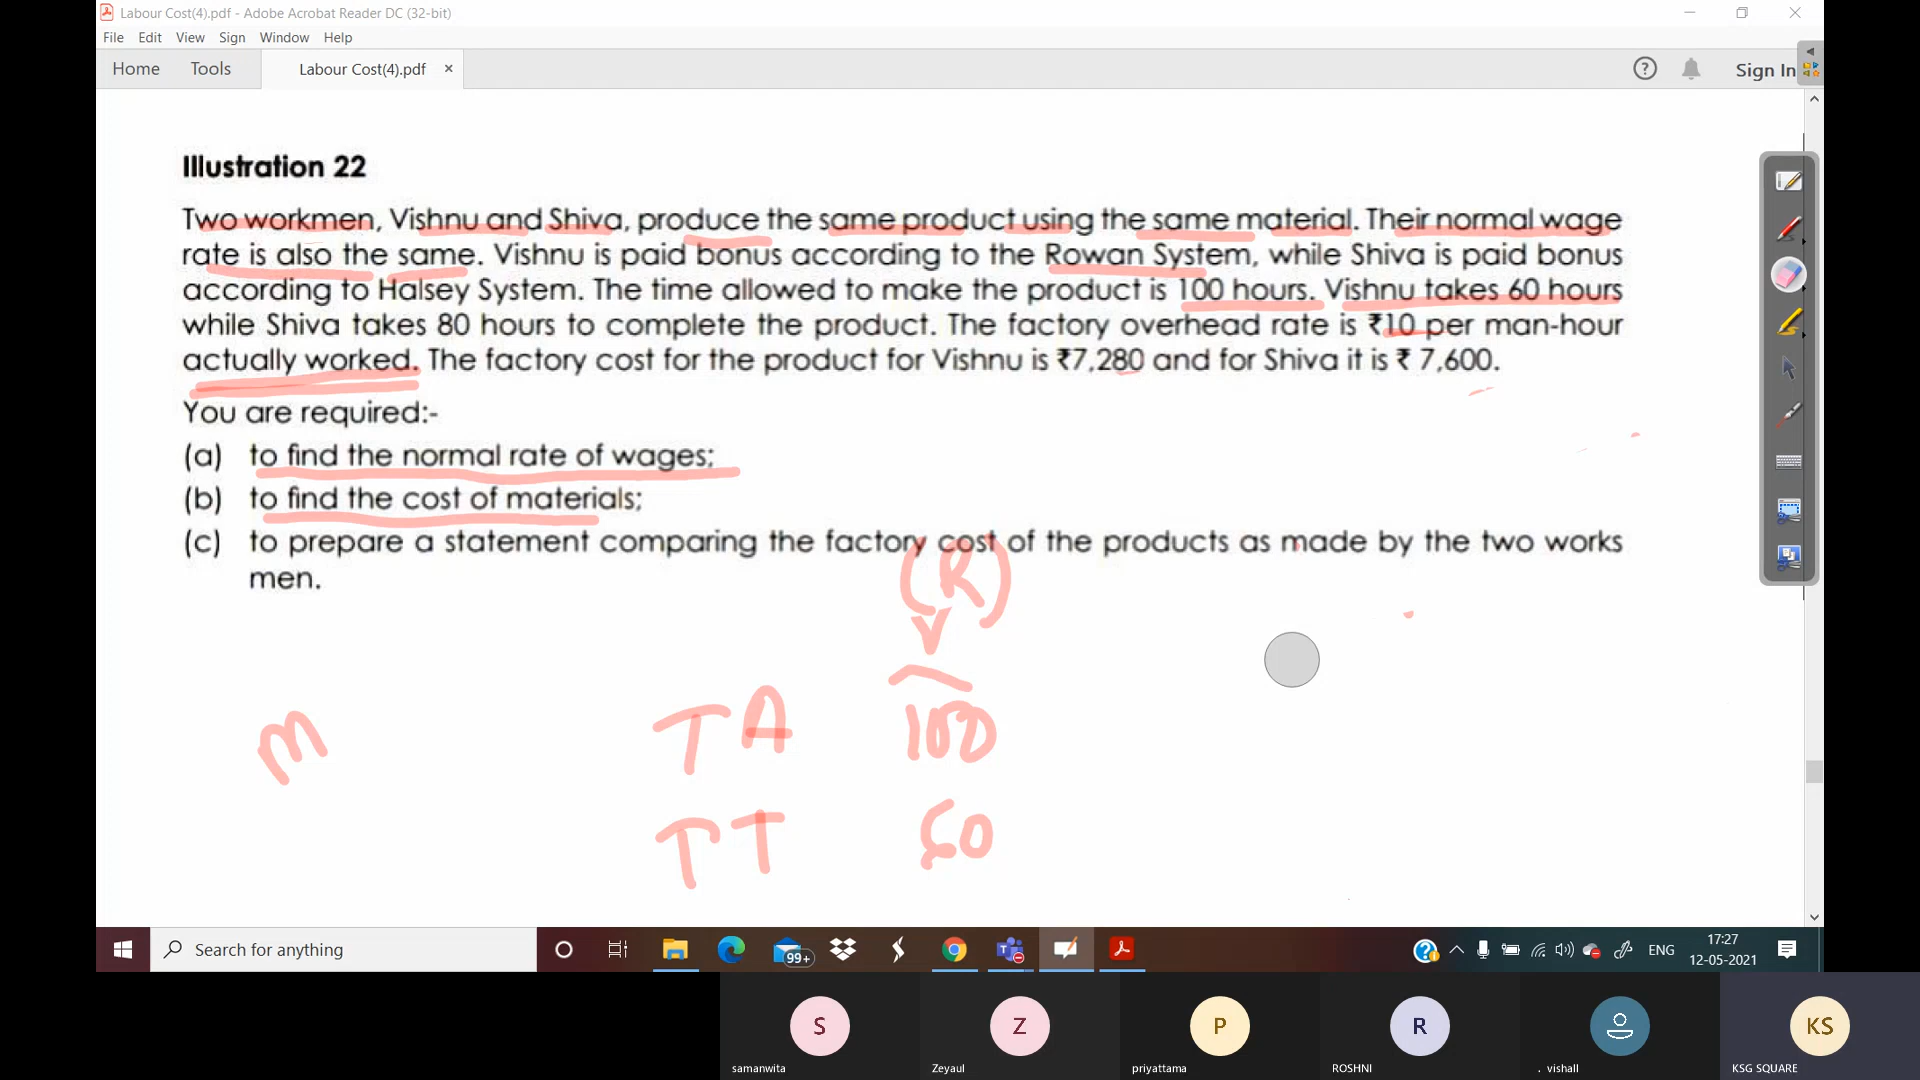 Labour Cost(4).pdf - Adobe Acrobat Reader DC (32-bit)
File Edit View Sign Window Help
Home Tools Labour Cost(4).pdf × Sign In
Illustration 22
Two workmen, Vishnu and Shiva, produce the same product using the same material. Their normal wage
rate is also the same. Vishnu is paid bonus according to the Rowan System, while Shiva is paid bonus
according to Halsey System. The time allowed to make the product is 100 hours. Vishnu takes 60 hours
while Shiva takes 80 hours to complete the product. The factory overhead rate is ₹10 per man-hour
actually worked. The factory cost for the product for Vishnu is ₹7,280 and for Shiva it is ₹ 7,600.
You are required:-
(a) to find the normal rate of wages;
(b) to find the cost of materials;
(c) to prepare a statement comparing the factory cost of the products as made by the two works
men.
(R)
V
M TA 100
TT 60
Search for anything
99+
ENG
17:27
12-05-2021
S Z P R KS
samanwita Zeyaul priyattama ROSHNI . vishall KSG SQUARE